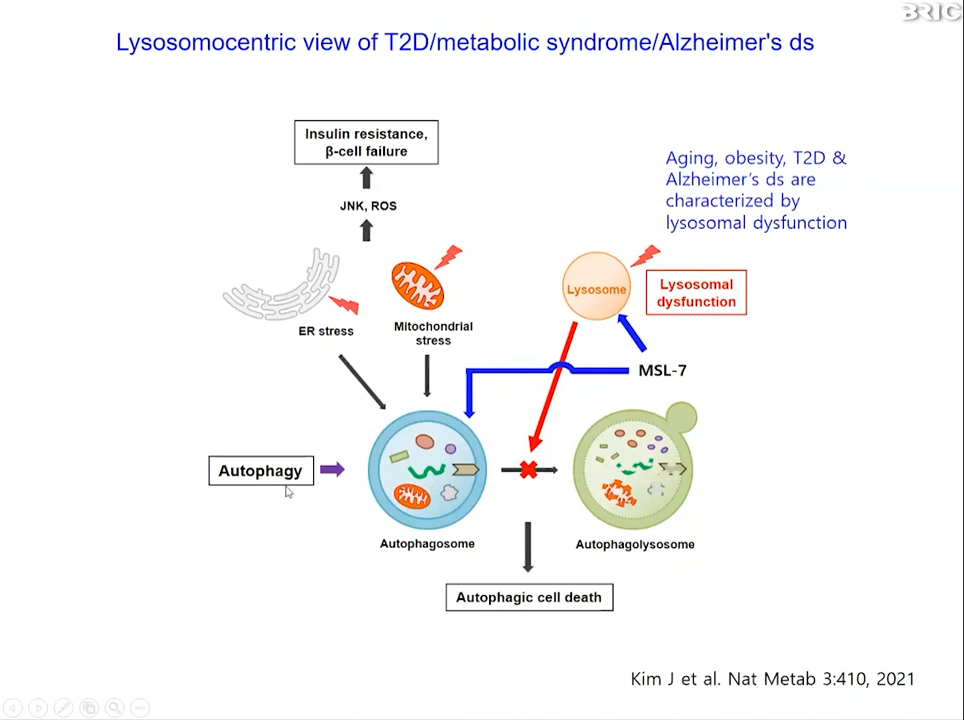 BRIC
Lysosomocentric view of T2D/metabolic syndrome/Alzheimer's ds
Insulin resistance,
β-cell failure
JNK, ROS
Aging, obesity, T2D &
Alzheimer's ds are
characterized by
lysosomal dysfunction
Lysosome
Lysosomal
dysfunction
ER stress
Mitochondrial
stress
MSL-7
Autophagy
Autophagosome
Autophagolysosome
Autophagic cell death
Kim J et al. Nat Metab 3:410, 2021